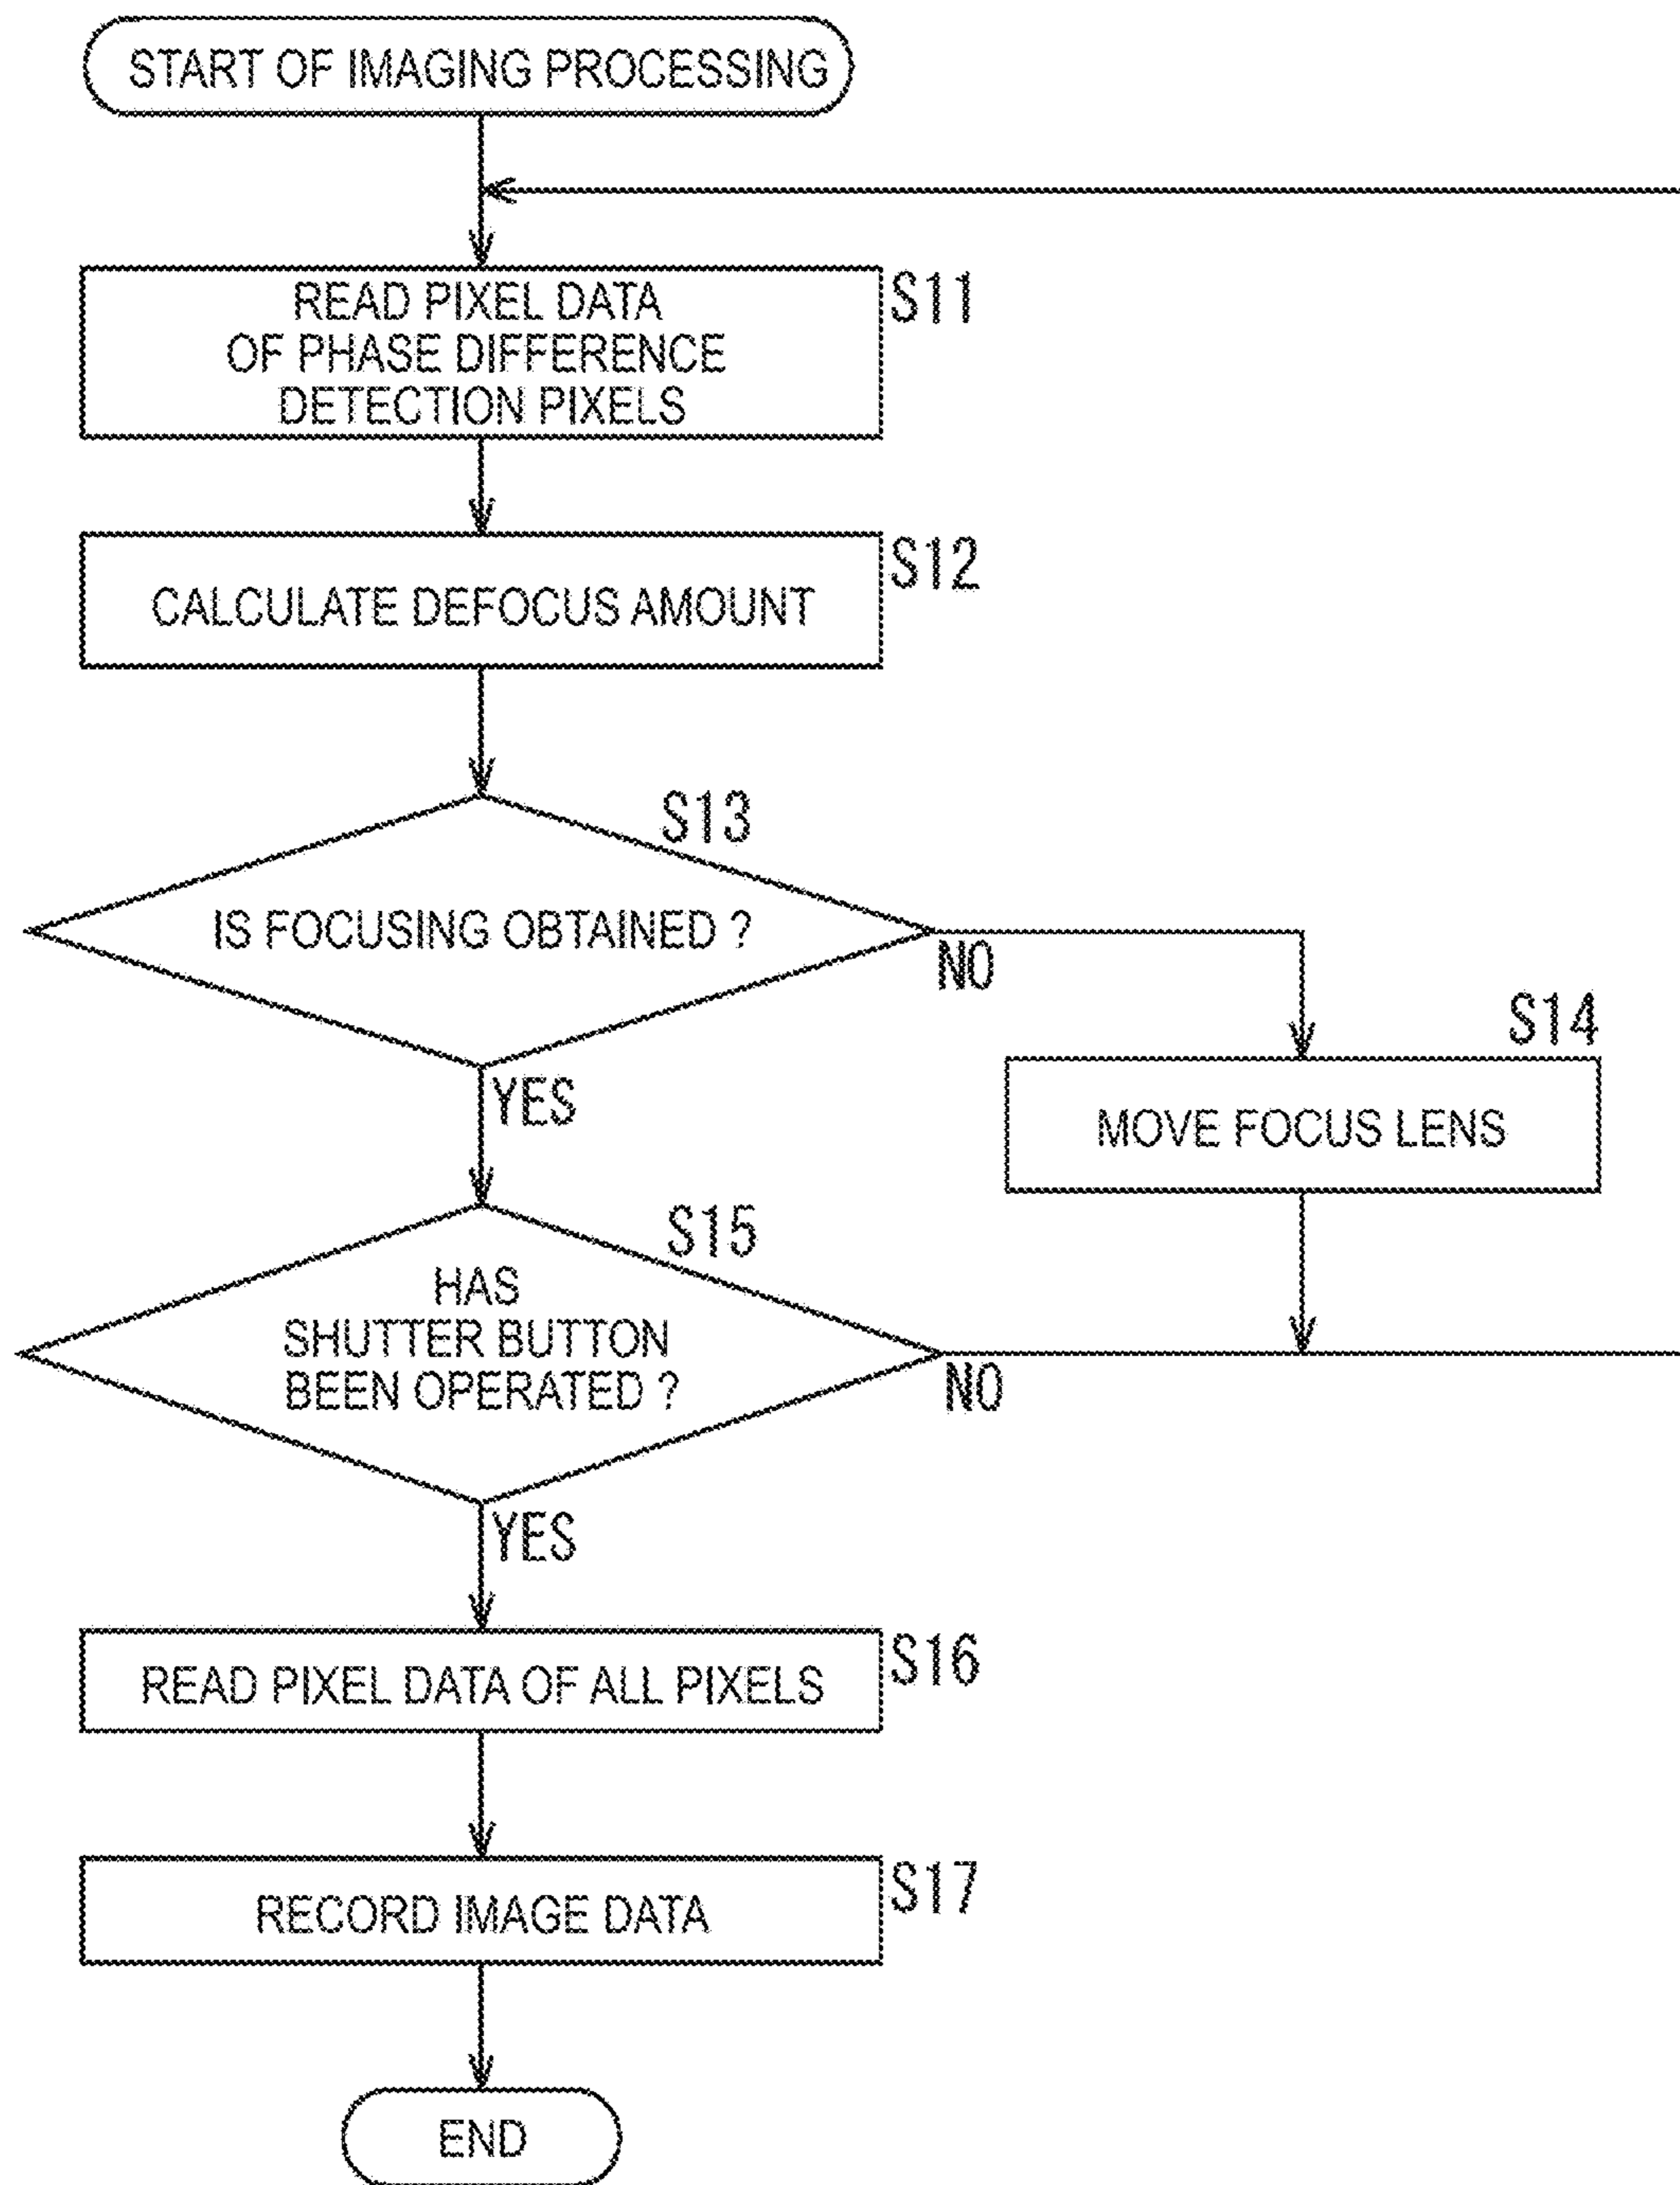 START OF IMAGING PROCESSING
READ PIXEL DATA
OF PHASE DIFFERENCE
DETECTION PIXELS
S11
CALCULATE DEFOCUS AMOUNT
S12
S13
IS FOCUSING OBTAINED ?
NO
YES
S14
MOVE FOCUS LENS
S15
HAS
SHUTTER BUTTON
BEEN OPERATED ?
NO
YES
READ PIXEL DATA OF ALL PIXELS
S16
RECORD IMAGE DATA
S17
END